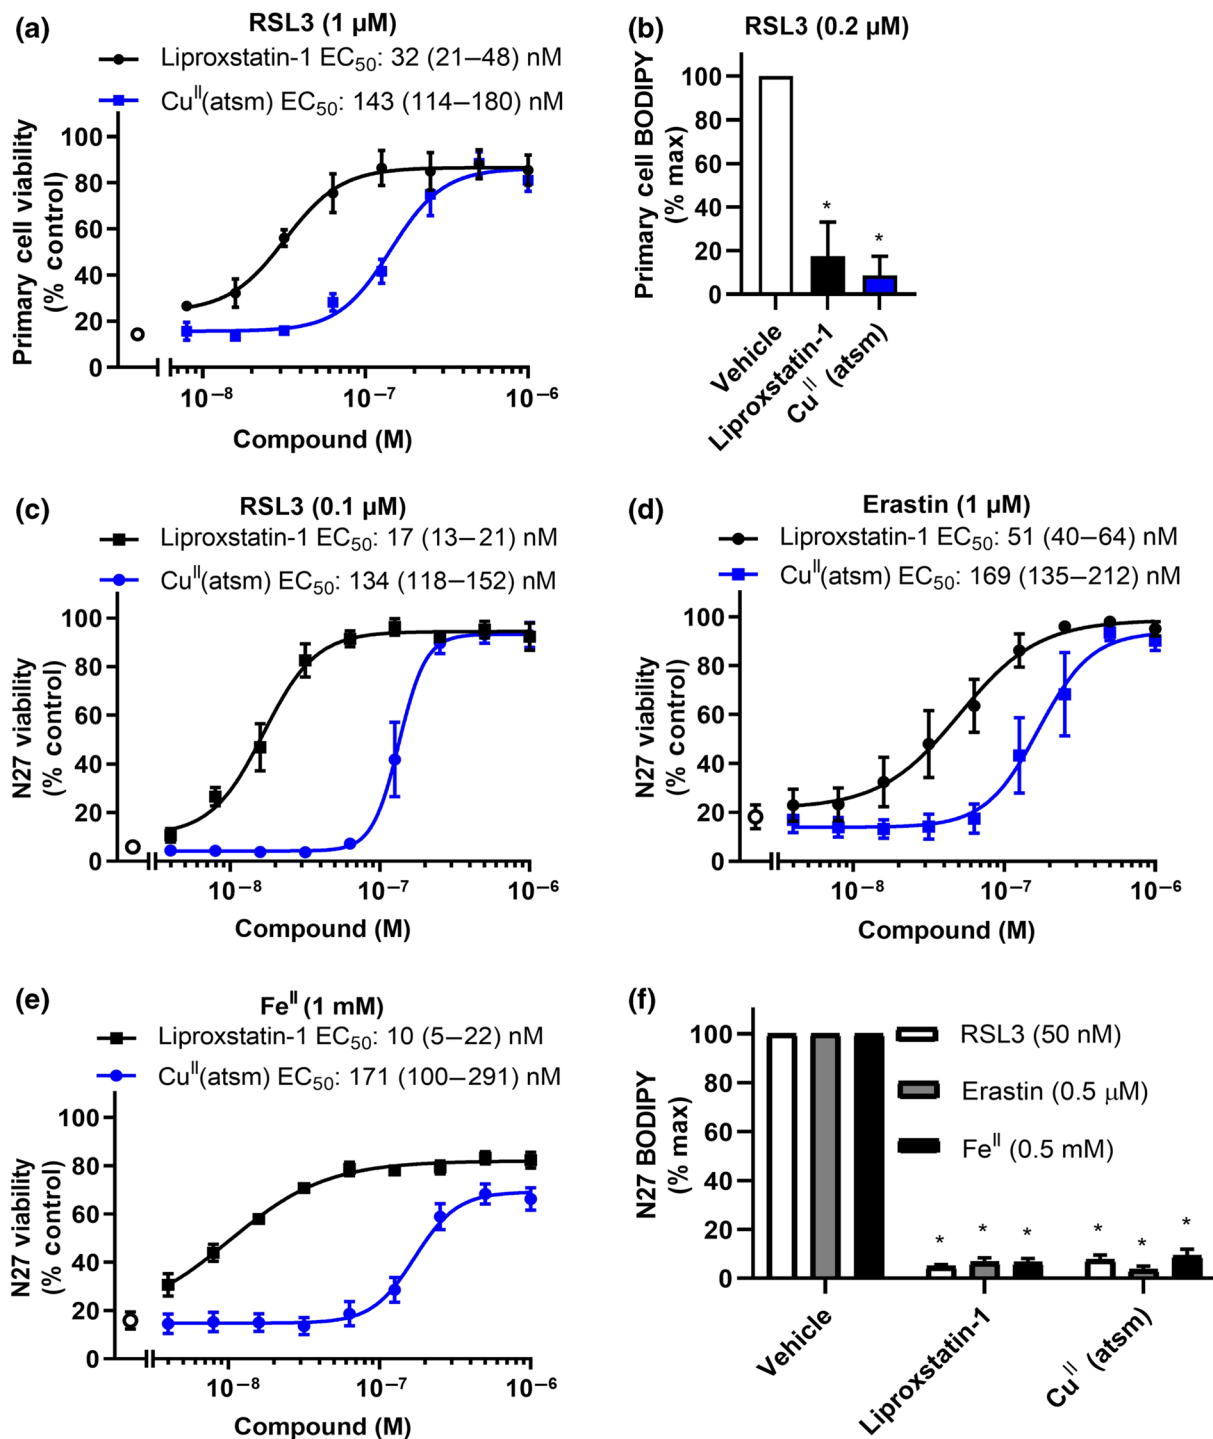 (a)
RSL3 (1 μM)
Liproxstatin-1 EC₅₀: 32 (21–48) nM
Cuᴵᴵ(atsm) EC₅₀: 143 (114–180) nM
Primary cell viability
(% control)
100
80
60
40
20
0
10⁻⁸
10⁻⁷
10⁻⁶
Compound (M)
(b)
RSL3 (0.2 μM)
Primary cell BODIPY
(% max)
100
80
60
40
20
0
*
*
Vehicle
Liproxstatin-1
Cuᴵᴵ (atsm)
(c)
RSL3 (0.1 μM)
Liproxstatin-1 EC₅₀: 17 (13–21) nM
Cuᴵᴵ(atsm) EC₅₀: 134 (118–152) nM
N27 viability
(% control)
100
80
60
40
20
0
10⁻⁸
10⁻⁷
10⁻⁶
Compound (M)
(d)
Erastin (1 μM)
Liproxstatin-1 EC₅₀: 51 (40–64) nM
Cuᴵᴵ(atsm) EC₅₀: 169 (135–212) nM
N27 viability
(% control)
100
80
60
40
20
0
10⁻⁸
10⁻⁷
10⁻⁶
Compound (M)
(e)
Feᴵᴵ (1 mM)
Liproxstatin-1 EC₅₀: 10 (5–22) nM
Cuᴵᴵ(atsm) EC₅₀: 171 (100–291) nM
N27 viability
(% control)
100
80
60
40
20
0
10⁻⁸
10⁻⁷
10⁻⁶
Compound (M)
(f)
N27 BODIPY
(% max)
100
80
60
40
20
0
RSL3 (50 nM)
Erastin (0.5 μM)
Feᴵᴵ (0.5 mM)
* * *
* * *
Vehicle
Liproxstatin-1
Cuᴵᴵ (atsm)